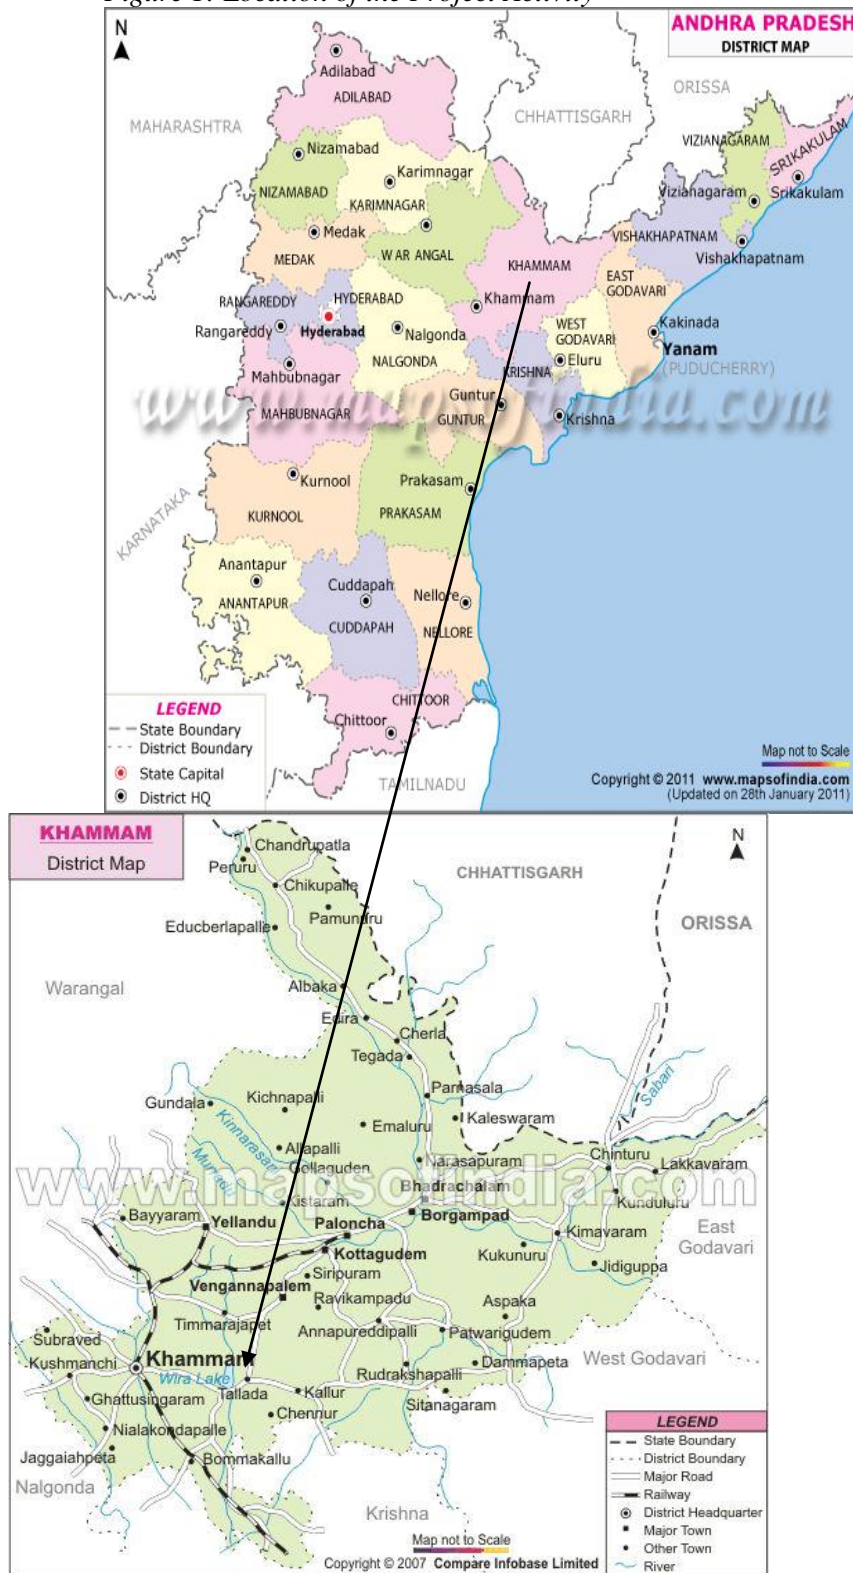 Figure 1: Location of the Project Activity
N
ANDHRA PRADESH
DISTRICT MAP
Adilabad
ADILABAD
MAHARASHTRA
CHHATTISGARH
ORISSA
VIZIANAGARAM
SRIKAKULAM
Nizamabad
NIZAMABAD
Karimnagar
KARIMNAGAR
Vizianagaram
Srikakulam
Medak
MEDAK
WARANGAL
VISHAKHAPATNAM
Vishakhapatnam
KHAMMAM
EAST
GODAVARI
RANGAREDDY
HYDERABAD
Khammam
Rangareddy
Hyderabad
Nalgonda
NALGONDA
WEST
GODAVARI
Kakinada
Yanam
(PUDUCHERRY)
Eluru
KRISHNA
Mahbubnagar
MAHBUBNAGAR
Guntur
GUNTUR
Krishna
www.mapsofindia.com
Kurnool
KURNOOL
Prakasam
PRAKASAM
KARNATAKA
Anantapur
ANANTAPUR
Cuddapah
CUDDAPAH
Nellore
NELLORE
CHITTOOR
Chittoor
TAMILNADU
LEGEND
State Boundary
District Boundary
State Capital
District HQ
Map not to Scale
Copyright © 2011 www.mapsofindia.com
(Updated on 28th January 2011)
KHAMMAM
District Map
N
Chandrupatla
Peruru
Chikupalle
Pamunuru
Educberlapalle
CHHATTISGARH
ORISSA
Warangal
Albaka
Edira
Cherla
Tegada
Parnasala
Sabari
Gundala
Kichnapalli
Kinnarasani
Emaluru
Kaleswaram
Allapalli
Murredu
Gollaguden
Narasapuram
Chinturu
Lakkavaram
www.mapsofindia.com
Bhadrachalam
Kistaram
Kunduluru
Bayyaram
Yellandu
Paloncha
Borgampad
Kimavaram
East
Godavari
Kottagudem
Kukunuru
Jidiguppa
Siripuram
Vengannapalem
Ravikampadu
Aspaka
Timmarajapet
Annapureddipalli
Patwarigudem
Subraved
Khammam
Kushmanchi
Wira Lake
Rudrakshapalli
Dammapeta
West Godavari
Tallada
Kallur
Ghattusingaram
Sitanagaram
Chennur
Nialakondapalle
Jaggaiahpeta
Bommakallu
Nalgonda
Krishna
LEGEND
State Boundary
District Boundary
Major Road
Railway
District Headquarter
Major Town
Other Town
River
Map not to Scale
Copyright © 2007 Compare Infobase Limited